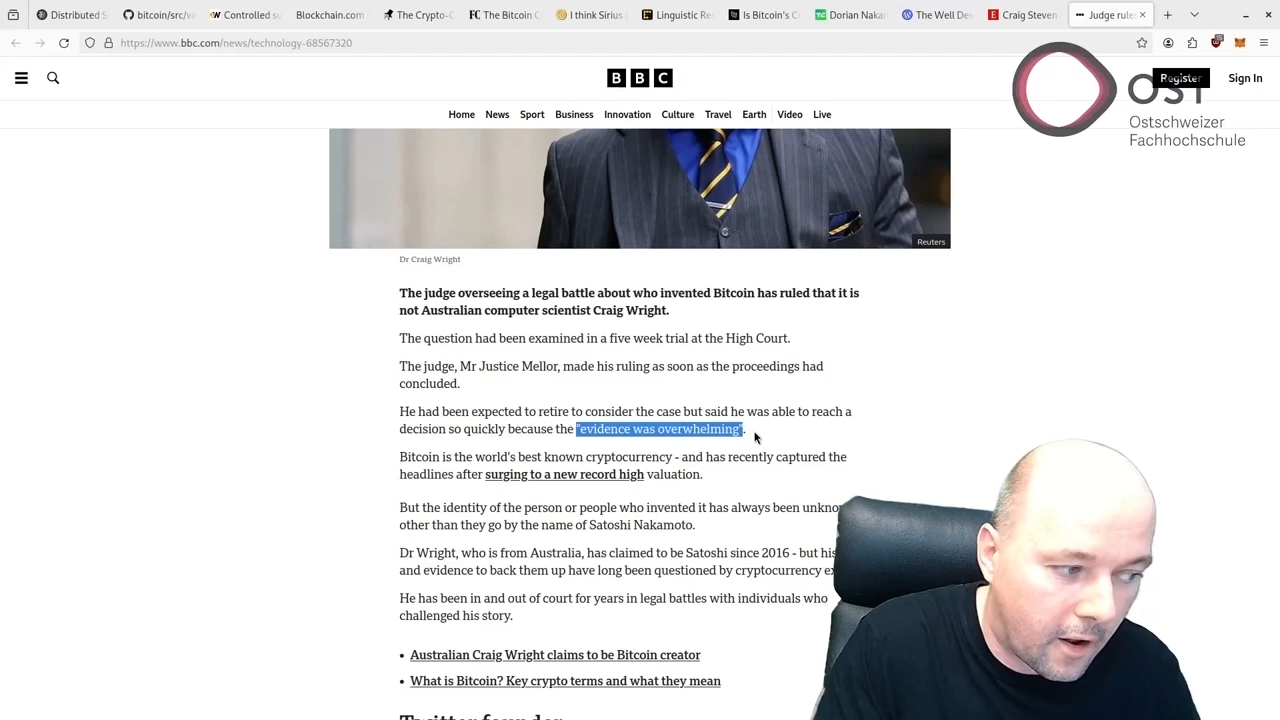 Distributed S
bitcoin/src/va
Controlled su
Blockchain.com
The Crypto-C
The Bitcoin C
I think Sirius (
Linguistic Re
Is Bitcoin's C
Dorian Nakam
The Well Des
Craig Steven
Judge rules
https://www.bbc.com/news/technology-68567320
BBC
Register
Sign In
Home News Sport Business Innovation Culture Travel Earth Video Live
OST
Ostschweizer
Fachhochschule
Reuters
Dr Craig Wright
The judge overseeing a legal battle about who invented Bitcoin has ruled that it is
not Australian computer scientist Craig Wright.
The question had been examined in a five week trial at the High Court.
The judge, Mr Justice Mellor, made his ruling as soon as the proceedings had
concluded.
He had been expected to retire to consider the case but said he was able to reach a
decision so quickly because the "evidence was overwhelming".
Bitcoin is the world's best known cryptocurrency - and has recently captured the
headlines after surging to a new record high valuation.
But the identity of the person or people who invented it has always been unkno
other than they go by the name of Satoshi Nakamoto.
Dr Wright, who is from Australia, has claimed to be Satoshi since 2016 - but his
and evidence to back them up have long been questioned by cryptocurrency ex
He has been in and out of court for years in legal battles with individuals who
challenged his story.
• Australian Craig Wright claims to be Bitcoin creator
• What is Bitcoin? Key crypto terms and what they mean
Twitter founder